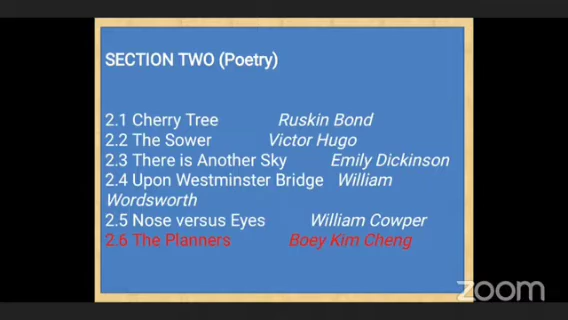 SECTION TWO (Poetry)
2.1 Cherry Tree Ruskin Bond
2.2 The Sower Victor Hugo
2.3 There is Another Sky Emily Dickinson
2.4 Upon Westminster Bridge William
Wordsworth
2.5 Nose versus Eyes William Cowper
2.6 The Planners Boey Kim Cheng
zoom